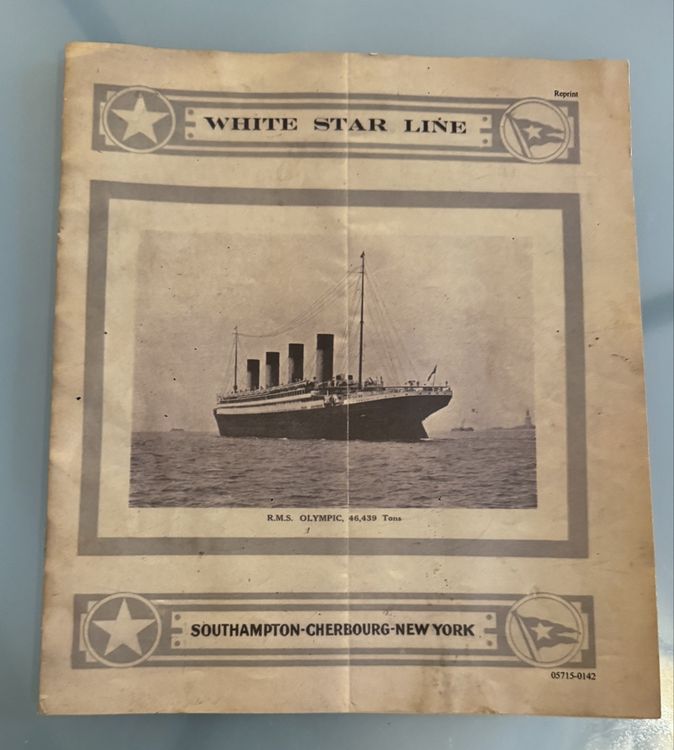 Reprint
WHITE STAR LINE
R.M.S. OLYMPIC, 46,439 Tons
SOUTHAMPTON-CHERBOURG-NEW YORK
05715-0142